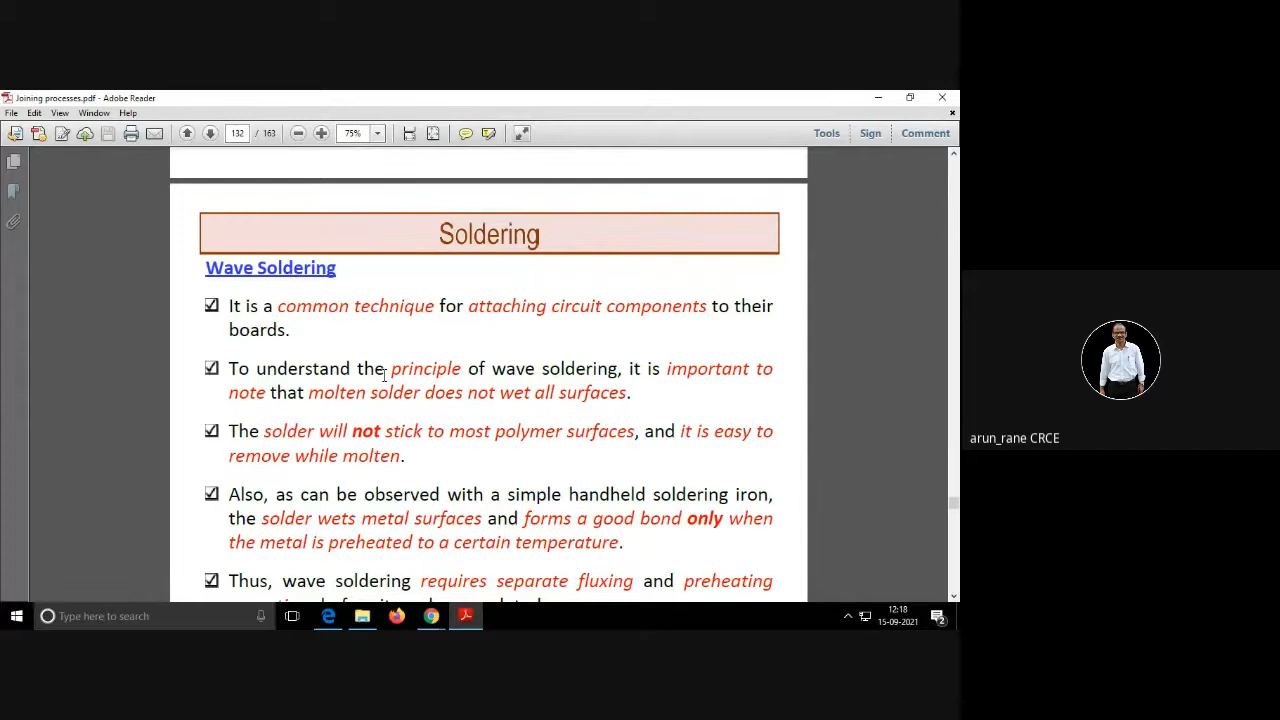 Joining processes.pdf - Adobe Reader
File Edit View Window Help
132 / 163 75% Tools Sign Comment
Soldering
Wave Soldering
It is a common technique for attaching circuit components to their
boards.
To understand the principle of wave soldering, it is important to
note that molten solder does not wet all surfaces.
The solder will not stick to most polymer surfaces, and it is easy to
remove while molten.
Also, as can be observed with a simple handheld soldering iron,
the solder wets metal surfaces and forms a good bond only when
the metal is preheated to a certain temperature.
Thus, wave soldering requires separate fluxing and preheating
arun_rane CRCE
Type here to search
12:18
15-09-2021
2